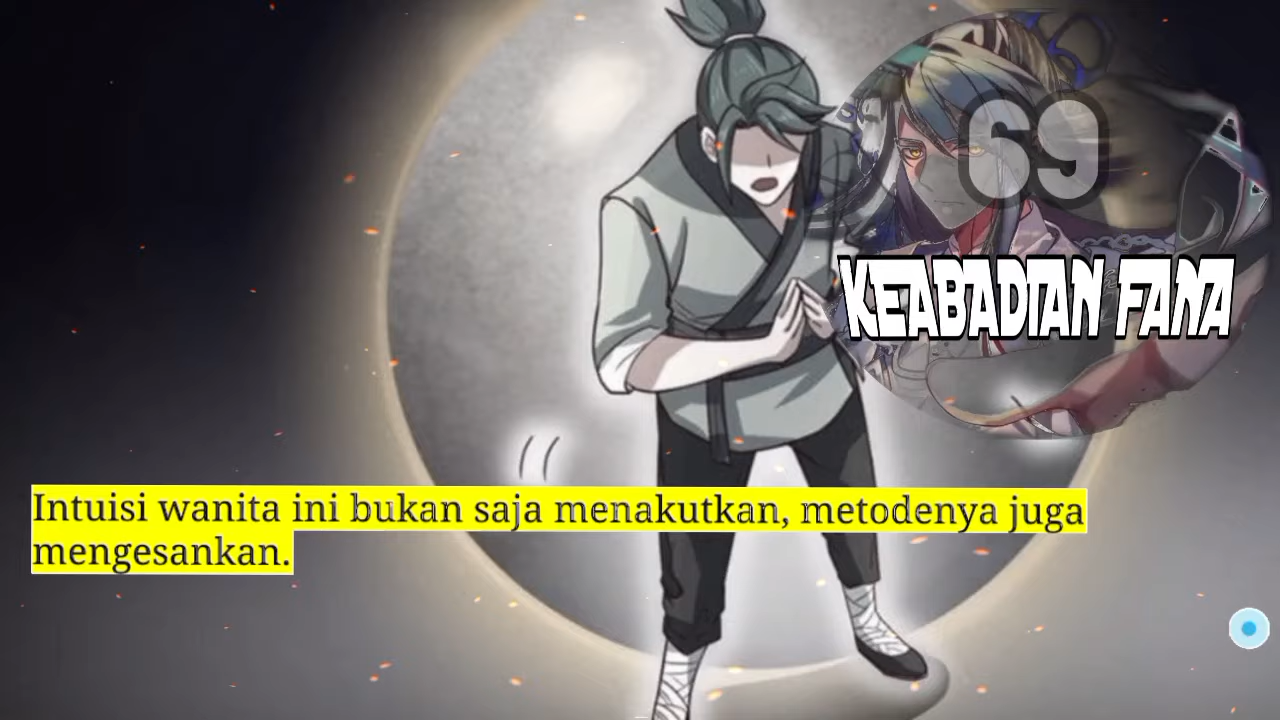 69
KEABADIAN FANA
Intuisi wanita ini bukan saja menakutkan, metodenya juga
mengesankan.